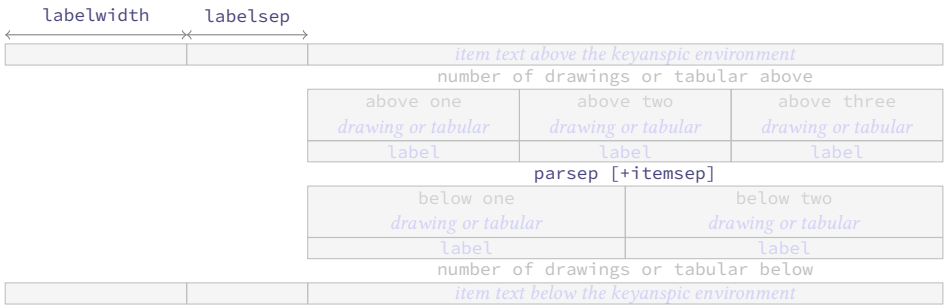 labelwidth labelsep
item text above the keyanspic environment
number of drawings or tabular above
above one above two above three
drawing or tabular drawing or tabular drawing or tabular
label label label
parsep [+itemsep]
below one below two
drawing or tabular drawing or tabular
label label
number of drawings or tabular below
item text below the keyanspic environment